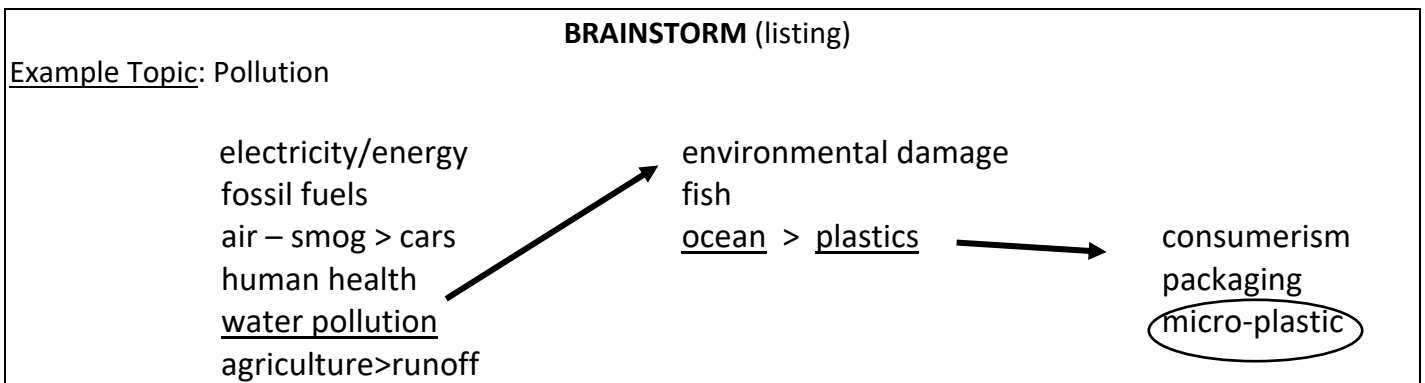 BRAINSTORM (listing)
Example Topic: Pollution
electricity/energy
fossil fuels
air – smog > cars
human health
water pollution
agriculture>runoff
environmental damage
fish
ocean > plastics
consumerism
packaging
micro-plastic